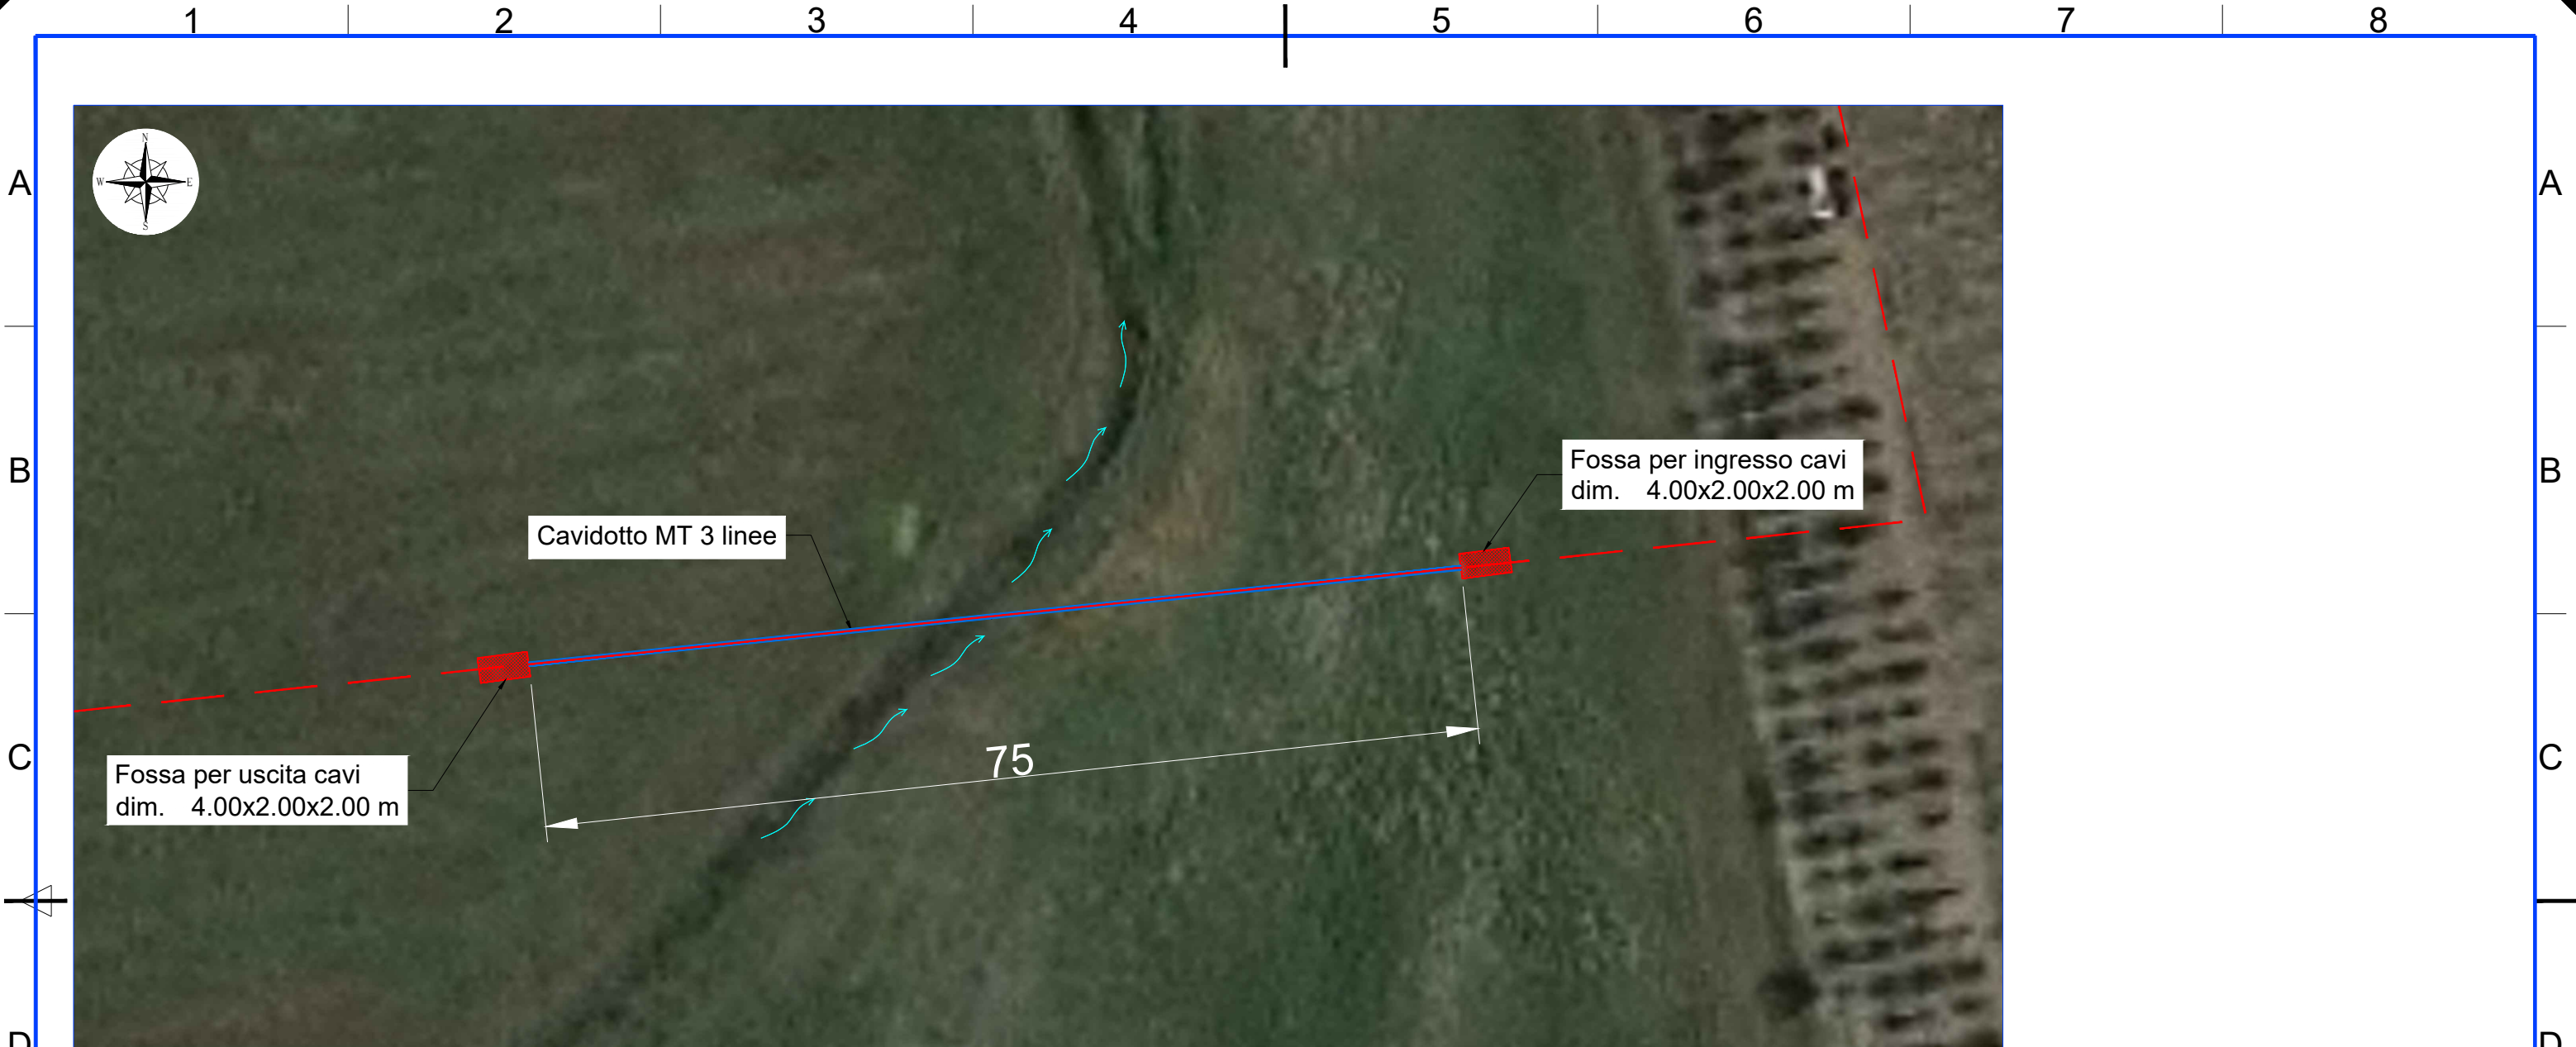 1 2 3 4 5 6 7 8
A A
N
W E
S
Fossa per ingresso cavi
dim. 4.00x2.00x2.00 m
B B
Cavidotto MT 3 linee
75
C C
Fossa per uscita cavi
dim. 4.00x2.00x2.00 m
D D